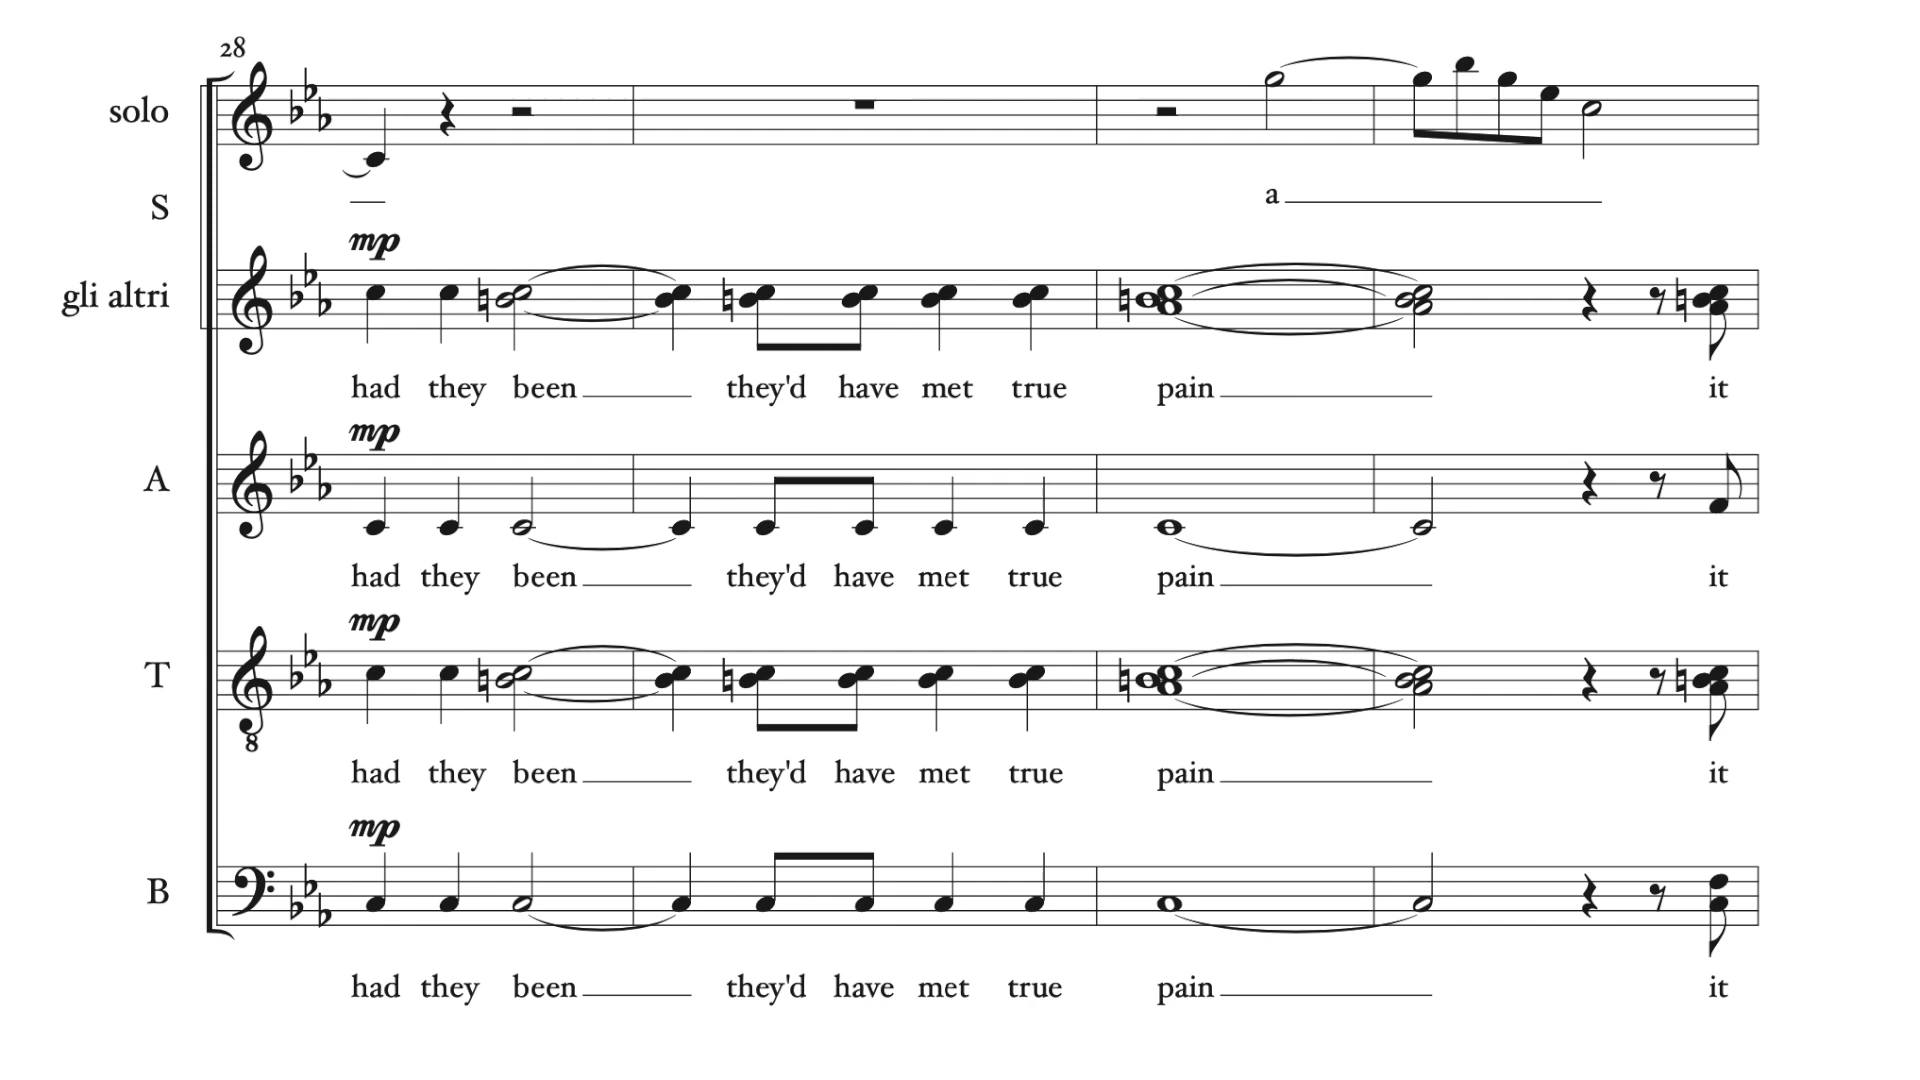 28
solo
S
a
mp
gli altri
had they been they'd have met true pain it
mp
A
had they been they'd have met true pain it
mp
T
8
had they been they'd have met true pain it
mp
B
had they been they'd have met true pain it